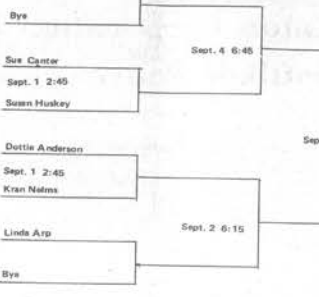 Bye
Sept. 4 6:45
Sue Canter
Sept. 1 2:45
Susan Huskey
Dottie Anderson
Sep
Sept. 1 2:45
Kran Nelms
Linda Arp
Sept. 2 6:15
Bye